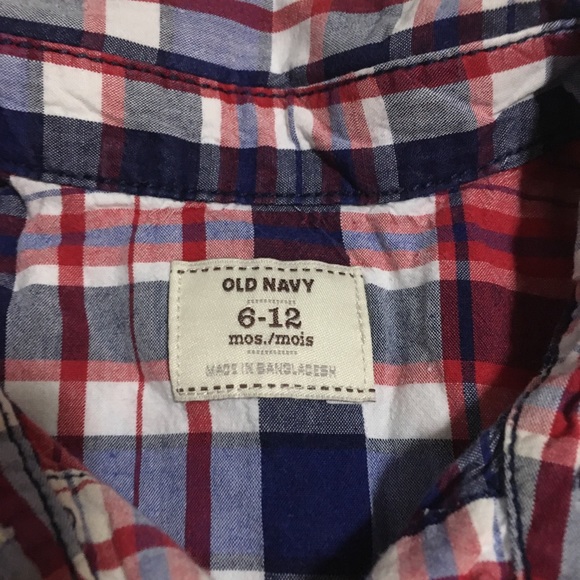 OLD NAVY
6-12
mos./mois
MADE IN BANGLADESH